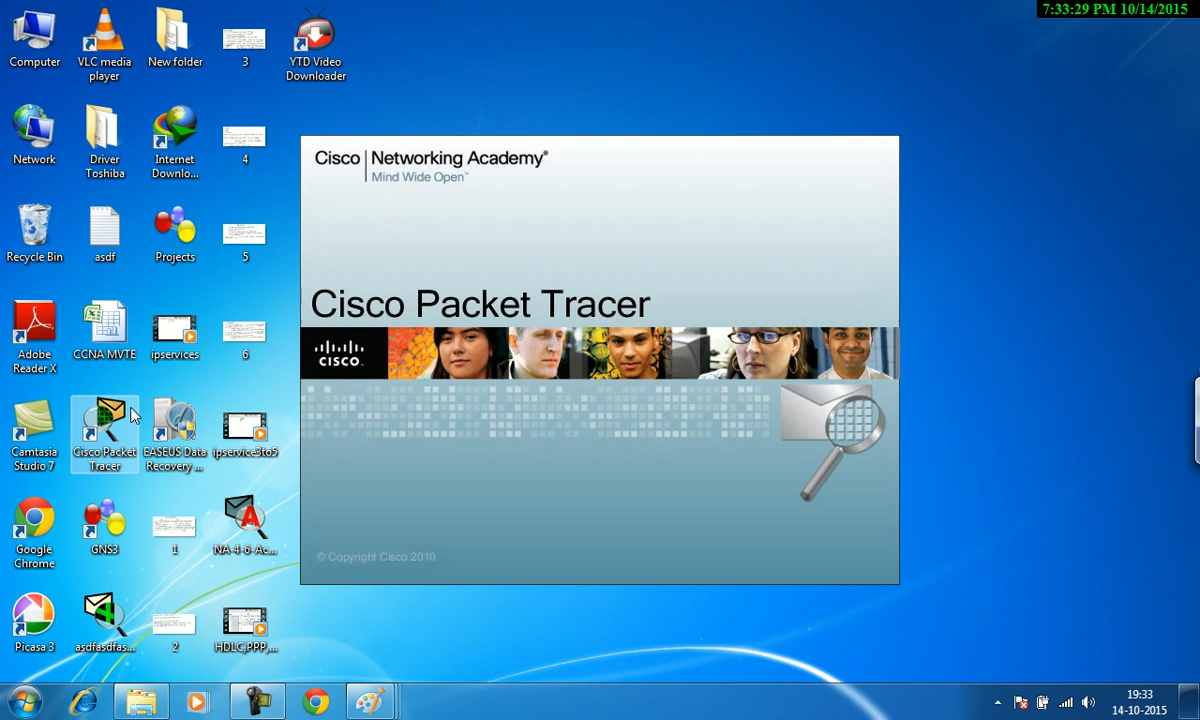 7:33:29 PM 10/14/2015
Computer
VLC media player
New folder
3
YTD Video Downloader
Network
Driver Toshiba
Internet Downlo...
4
Recycle Bin
asdf
Projects
5
Adobe Reader X
CCNA MVTE
ipservices
6
Camtasia Studio 7
Cisco Packet Tracer
EASEUS Data Recovery ...
ipservice3to5
Google Chrome
GNS3
1
NA-4-6-Ac...
Picasa 3
asdfasdfas...
2
HDLC,PPP,...
Cisco Networking Academy®
Mind Wide Open™
Cisco Packet Tracer
CISCO.
© Copyright Cisco 2010
19:33
14-10-2015